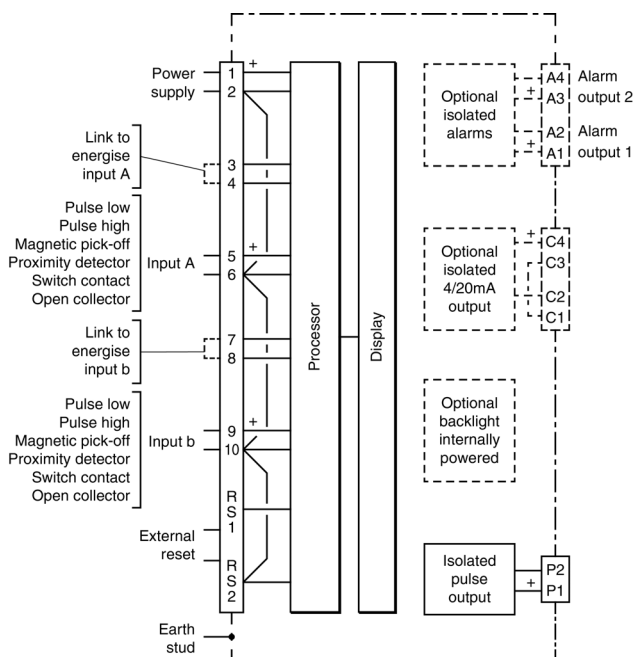 Power
supply
+
1
2
Link to
energise
input A
3
4
Pulse low
Pulse high
Magnetic pick-off
Proximity detector
Switch contact
Open collector
Input A
+
5
6
Link to
energise
input b
7
8
Pulse low
Pulse high
Magnetic pick-off
Proximity detector
Switch contact
Open collector
Input b
+
9
10
External
reset
R
S
1
R
S
2
Earth
stud
Processor
Display
Optional
isolated
alarms
+
+
A4
A3
A2
A1
Alarm
output 2
Alarm
output 1
Optional
isolated
4/20mA
output
+
C4
C3
C2
C1
Optional
backlight
internally
powered
Isolated
pulse
output
+
P2
P1